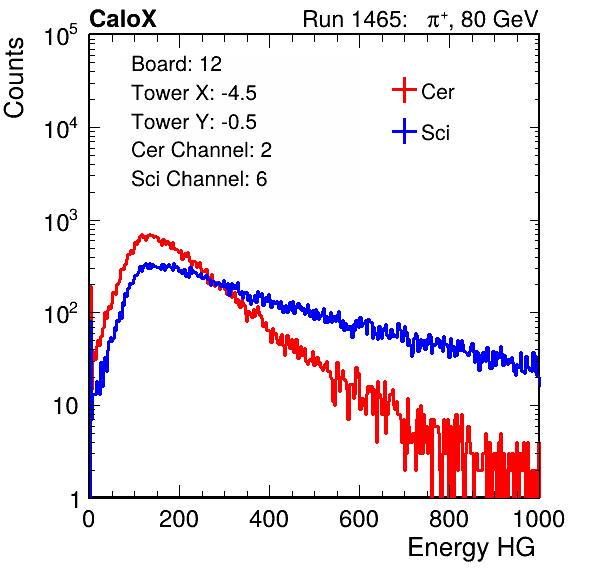 CaloX Run 1465: π⁺, 80 GeV
Counts
10⁵
10⁴
10³
10²
10
1
Board: 12
Tower X: -4.5
Tower Y: -0.5
Cer Channel: 2
Sci Channel: 6
Cer
Sci
0 200 400 600 800 1000
Energy HG